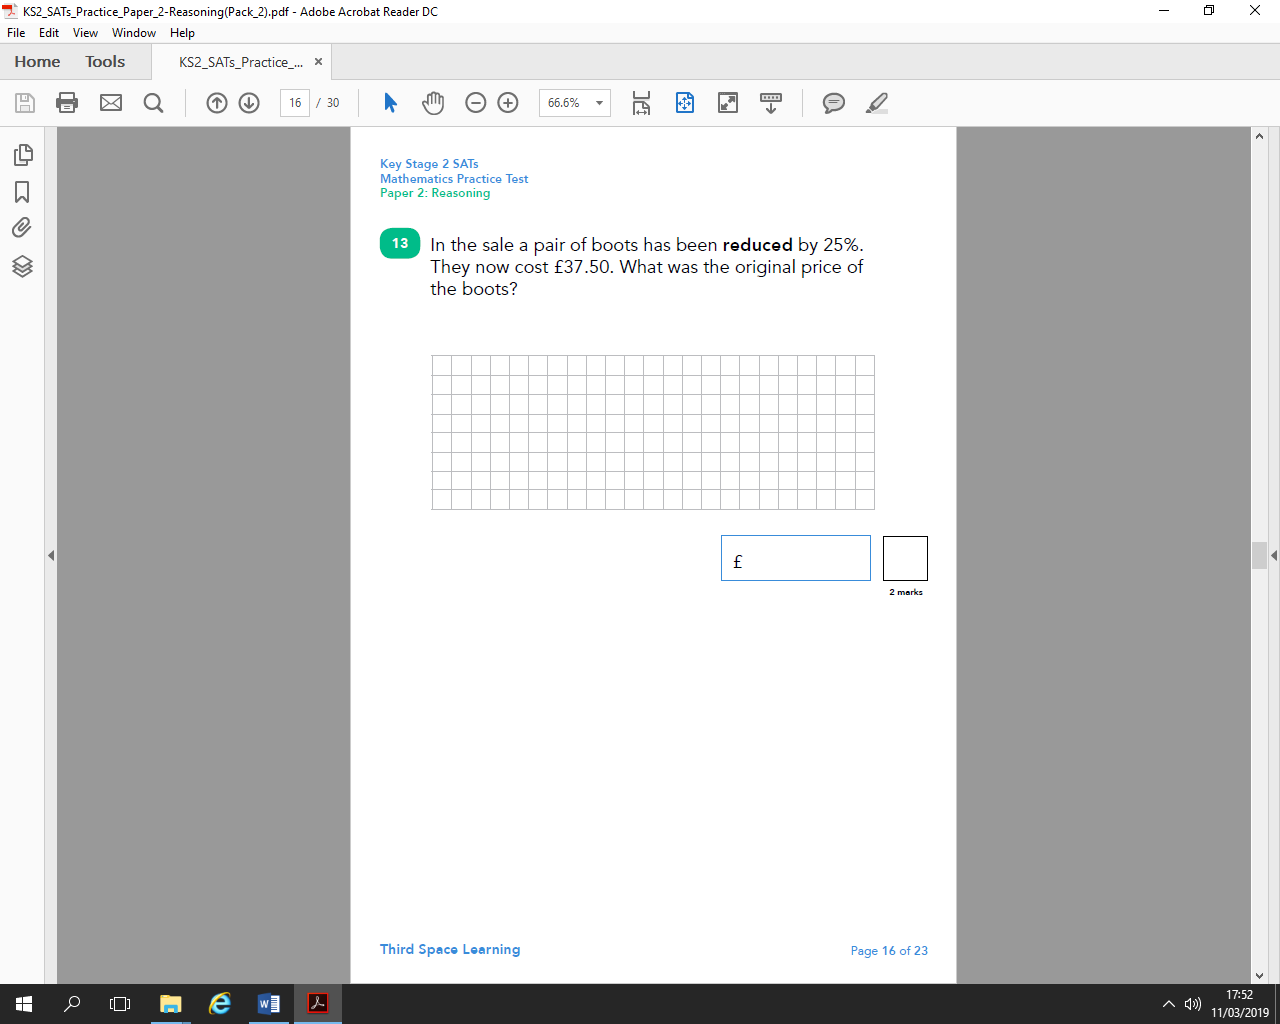 KS2_SATs_Practice_Paper_2-Reasoning(Pack_2).pdf - Adobe Acrobat Reader DC
File Edit View Window Help
Home Tools KS2_SATs_Practice_... ×
16 / 30 66.6%
Key Stage 2 SATs
Mathematics Practice Test
Paper 2: Reasoning
13 In the sale a pair of boots has been reduced by 25%.
They now cost £37.50. What was the original price of
the boots?
£
2 marks
Third Space Learning Page 16 of 23
17:52
11/03/2019